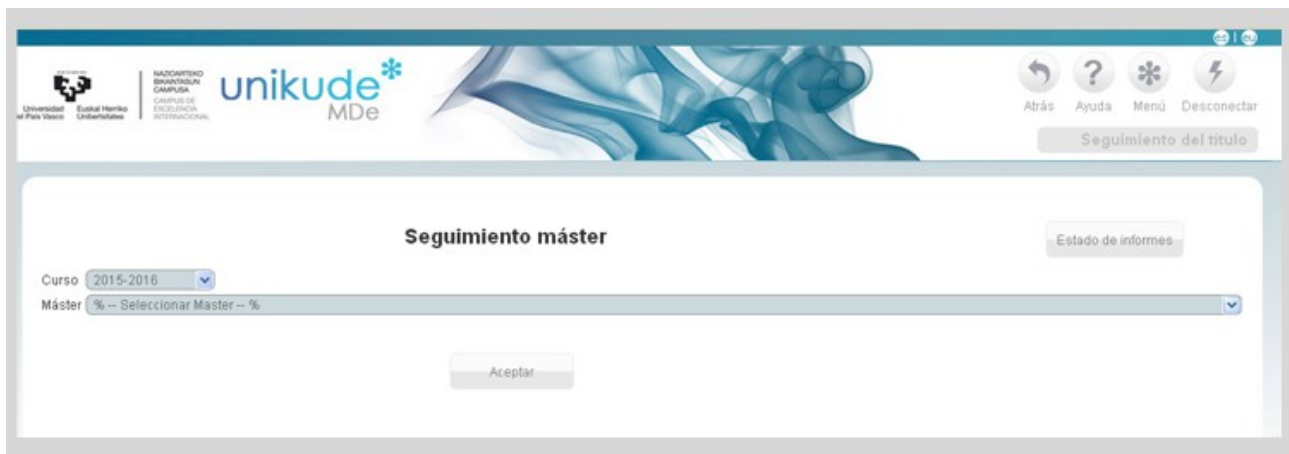 es | eu
Universidad Euskal Herriko
el País Vasco Unibertsitatea
NAZIOARTEKO
BIKAINTASUN
CAMPUSA
CAMPUS DE
EXCELENCIA
INTERNACIONAL
unikude*
MDe
Atrás Ayuda Menú Desconectar
Seguimiento del título
Seguimiento máster
Estado de informes
Curso 2015-2016
Máster % -- Seleccionar Master -- %
Aceptar